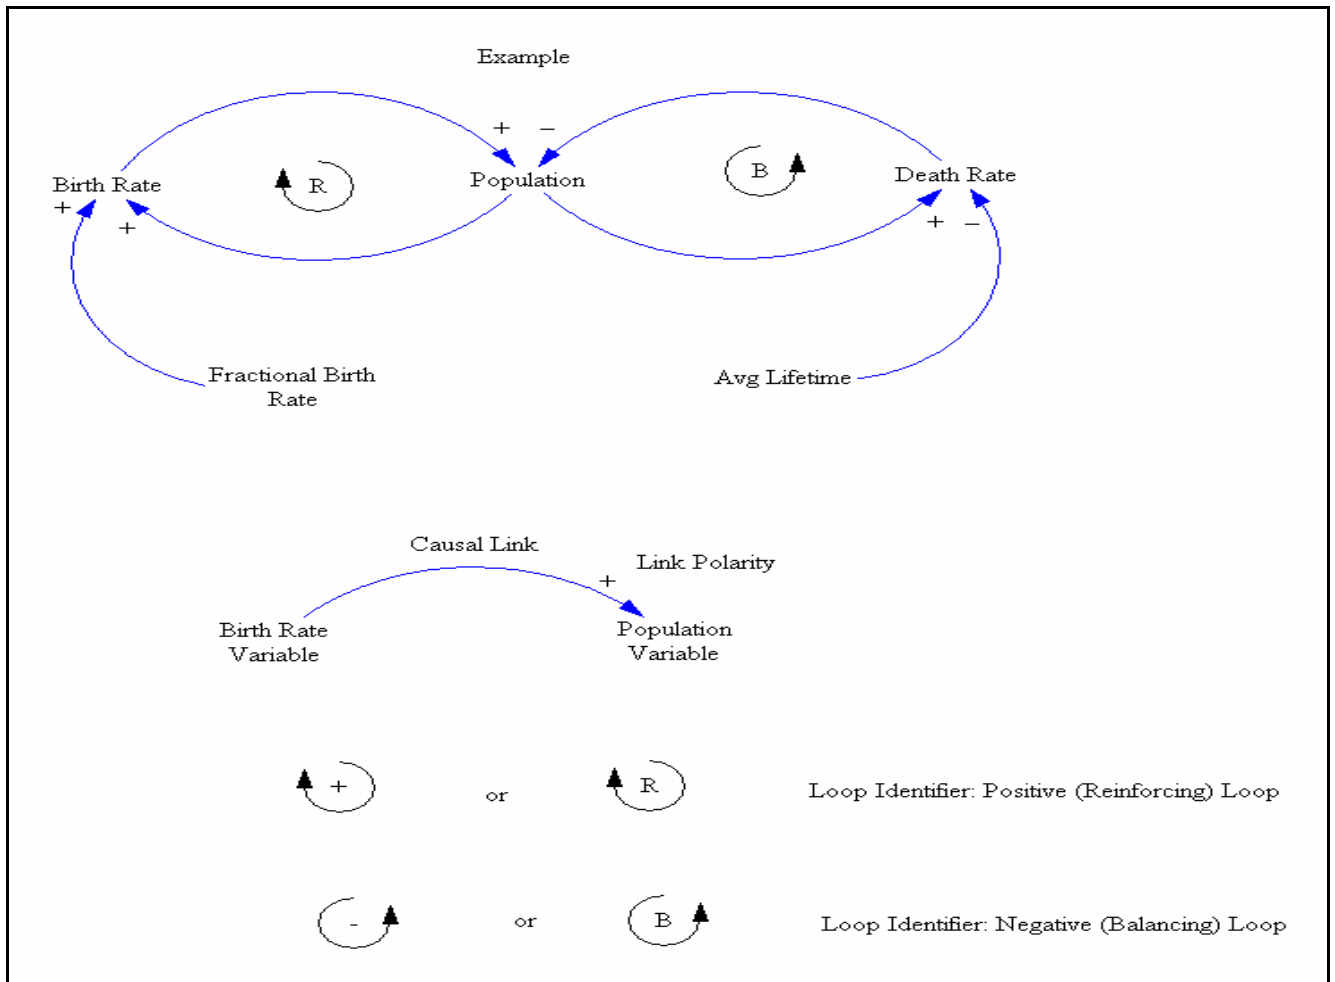 Example
+ –
Birth Rate
R
Population
B
Death Rate
+
+
+ –
Fractional Birth
Rate
Avg Lifetime
Causal Link
Link Polarity
+
Birth Rate
Variable
Population
Variable
+
or
R
Loop Identifier: Positive (Reinforcing) Loop
-
or
B
Loop Identifier: Negative (Balancing) Loop